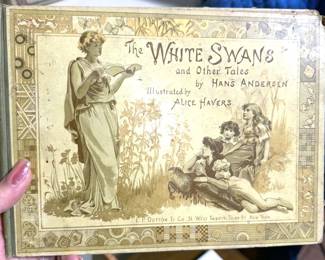 The WHITE SWANS
and Other Tales
by HANS ANDERSEN
Illustrated by
ALICE HAVERS
E. P. DUTTON & Co 31 WEST TWENTY THIRD ST NEW YORK